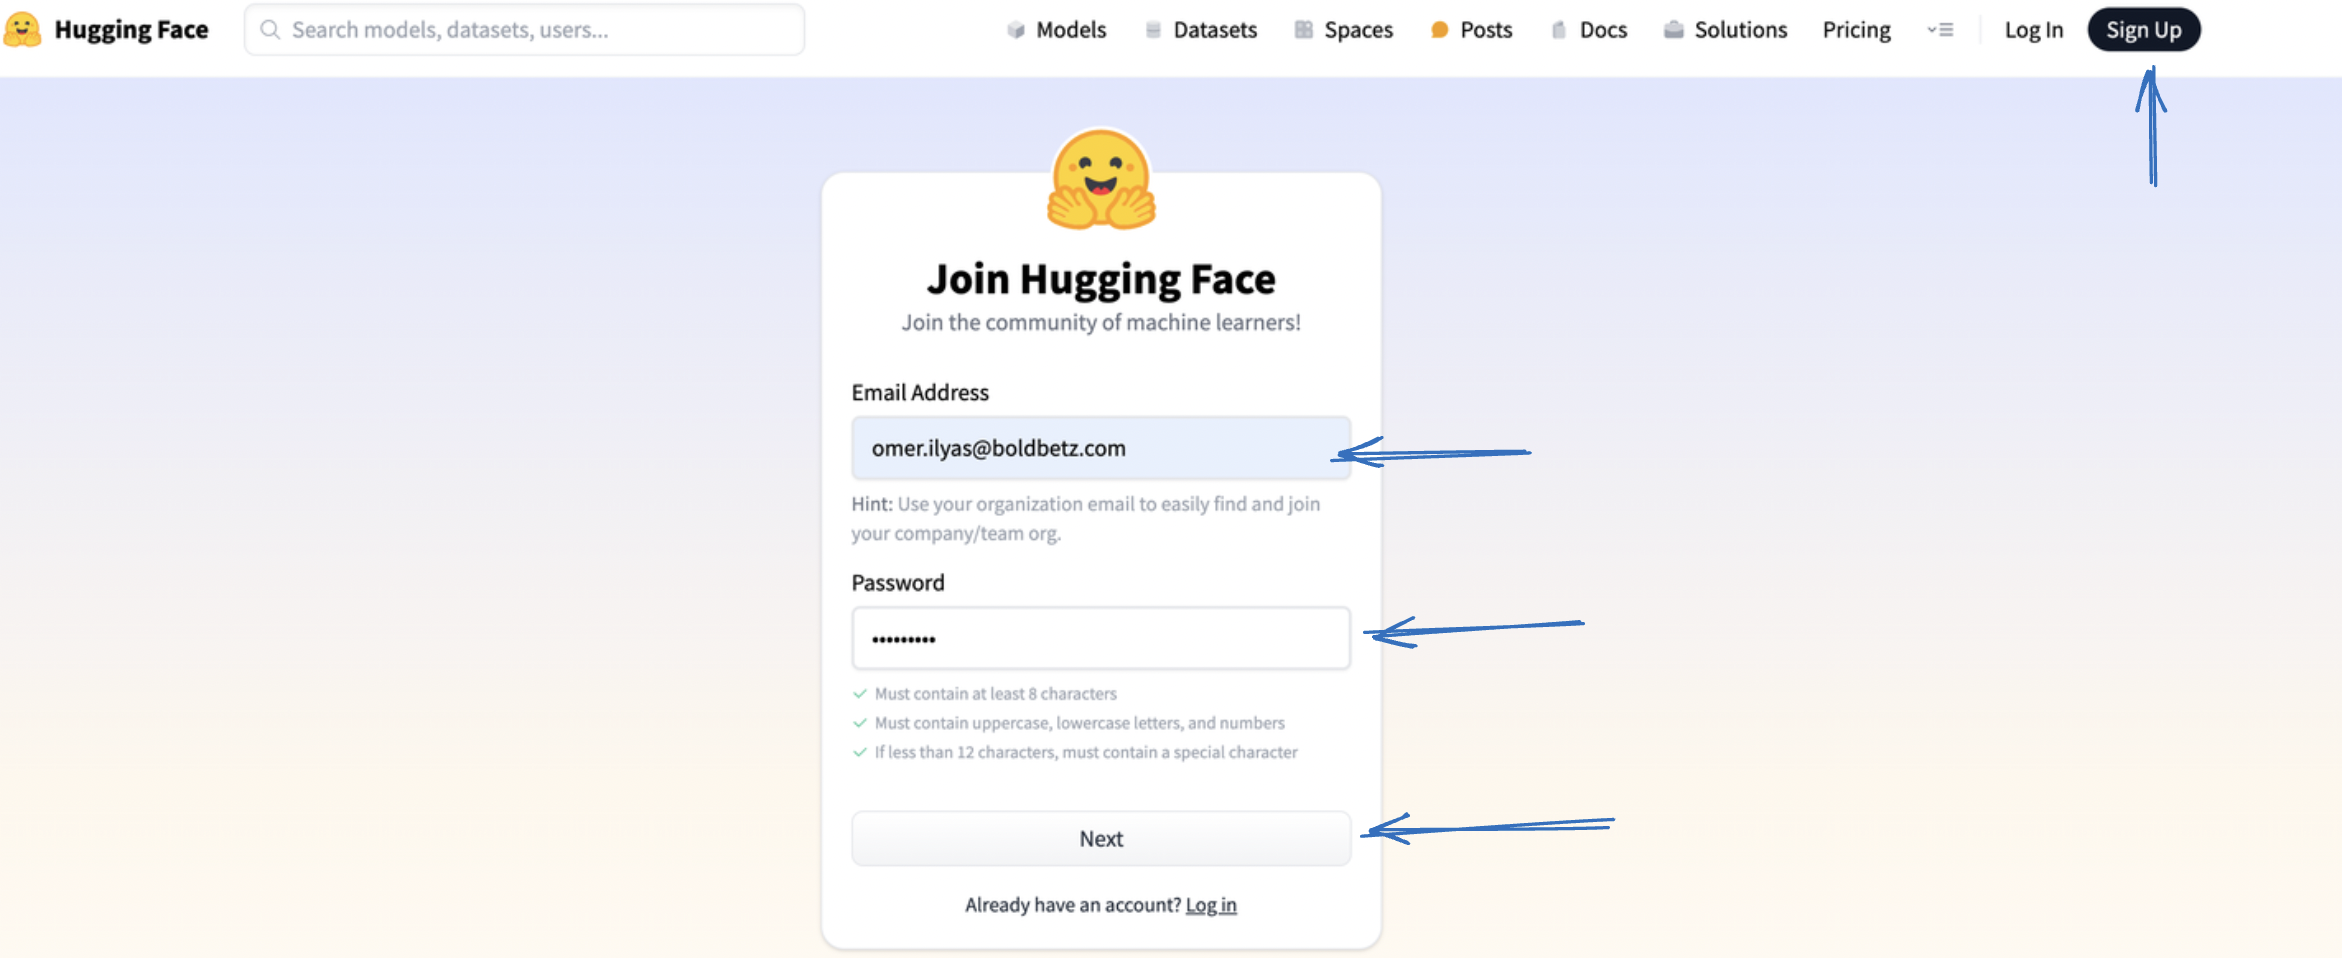 Hugging Face
Search models, datasets, users...
Models
Datasets
Spaces
Posts
Docs
Solutions
Pricing
Log In
Sign Up
Join Hugging Face
Join the community of machine learners!
Email Address
omer.ilyas@boldbetz.com
Hint: Use your organization email to easily find and join
your company/team org.
Password
•••••••••
Must contain at least 8 characters
Must contain uppercase, lowercase letters, and numbers
If less than 12 characters, must contain a special character
Next
Already have an account? Log in